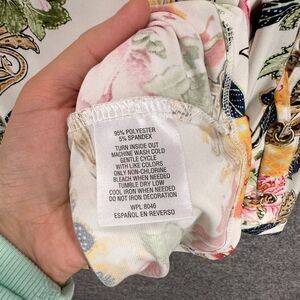 95% POLYESTER
5% SPANDEX
TURN INSIDE OUT
MACHINE WASH COLD
GENTLE CYCLE
WITH LIKE COLORS
ONLY NON-CHLORINE
BLEACH WHEN NEEDED
TUMBLE DRY LOW
COOL IRON WHEN NEEDED
DO NOT IRON DECORATION
WPL 8046
ESPAÑOL EN REVERSO